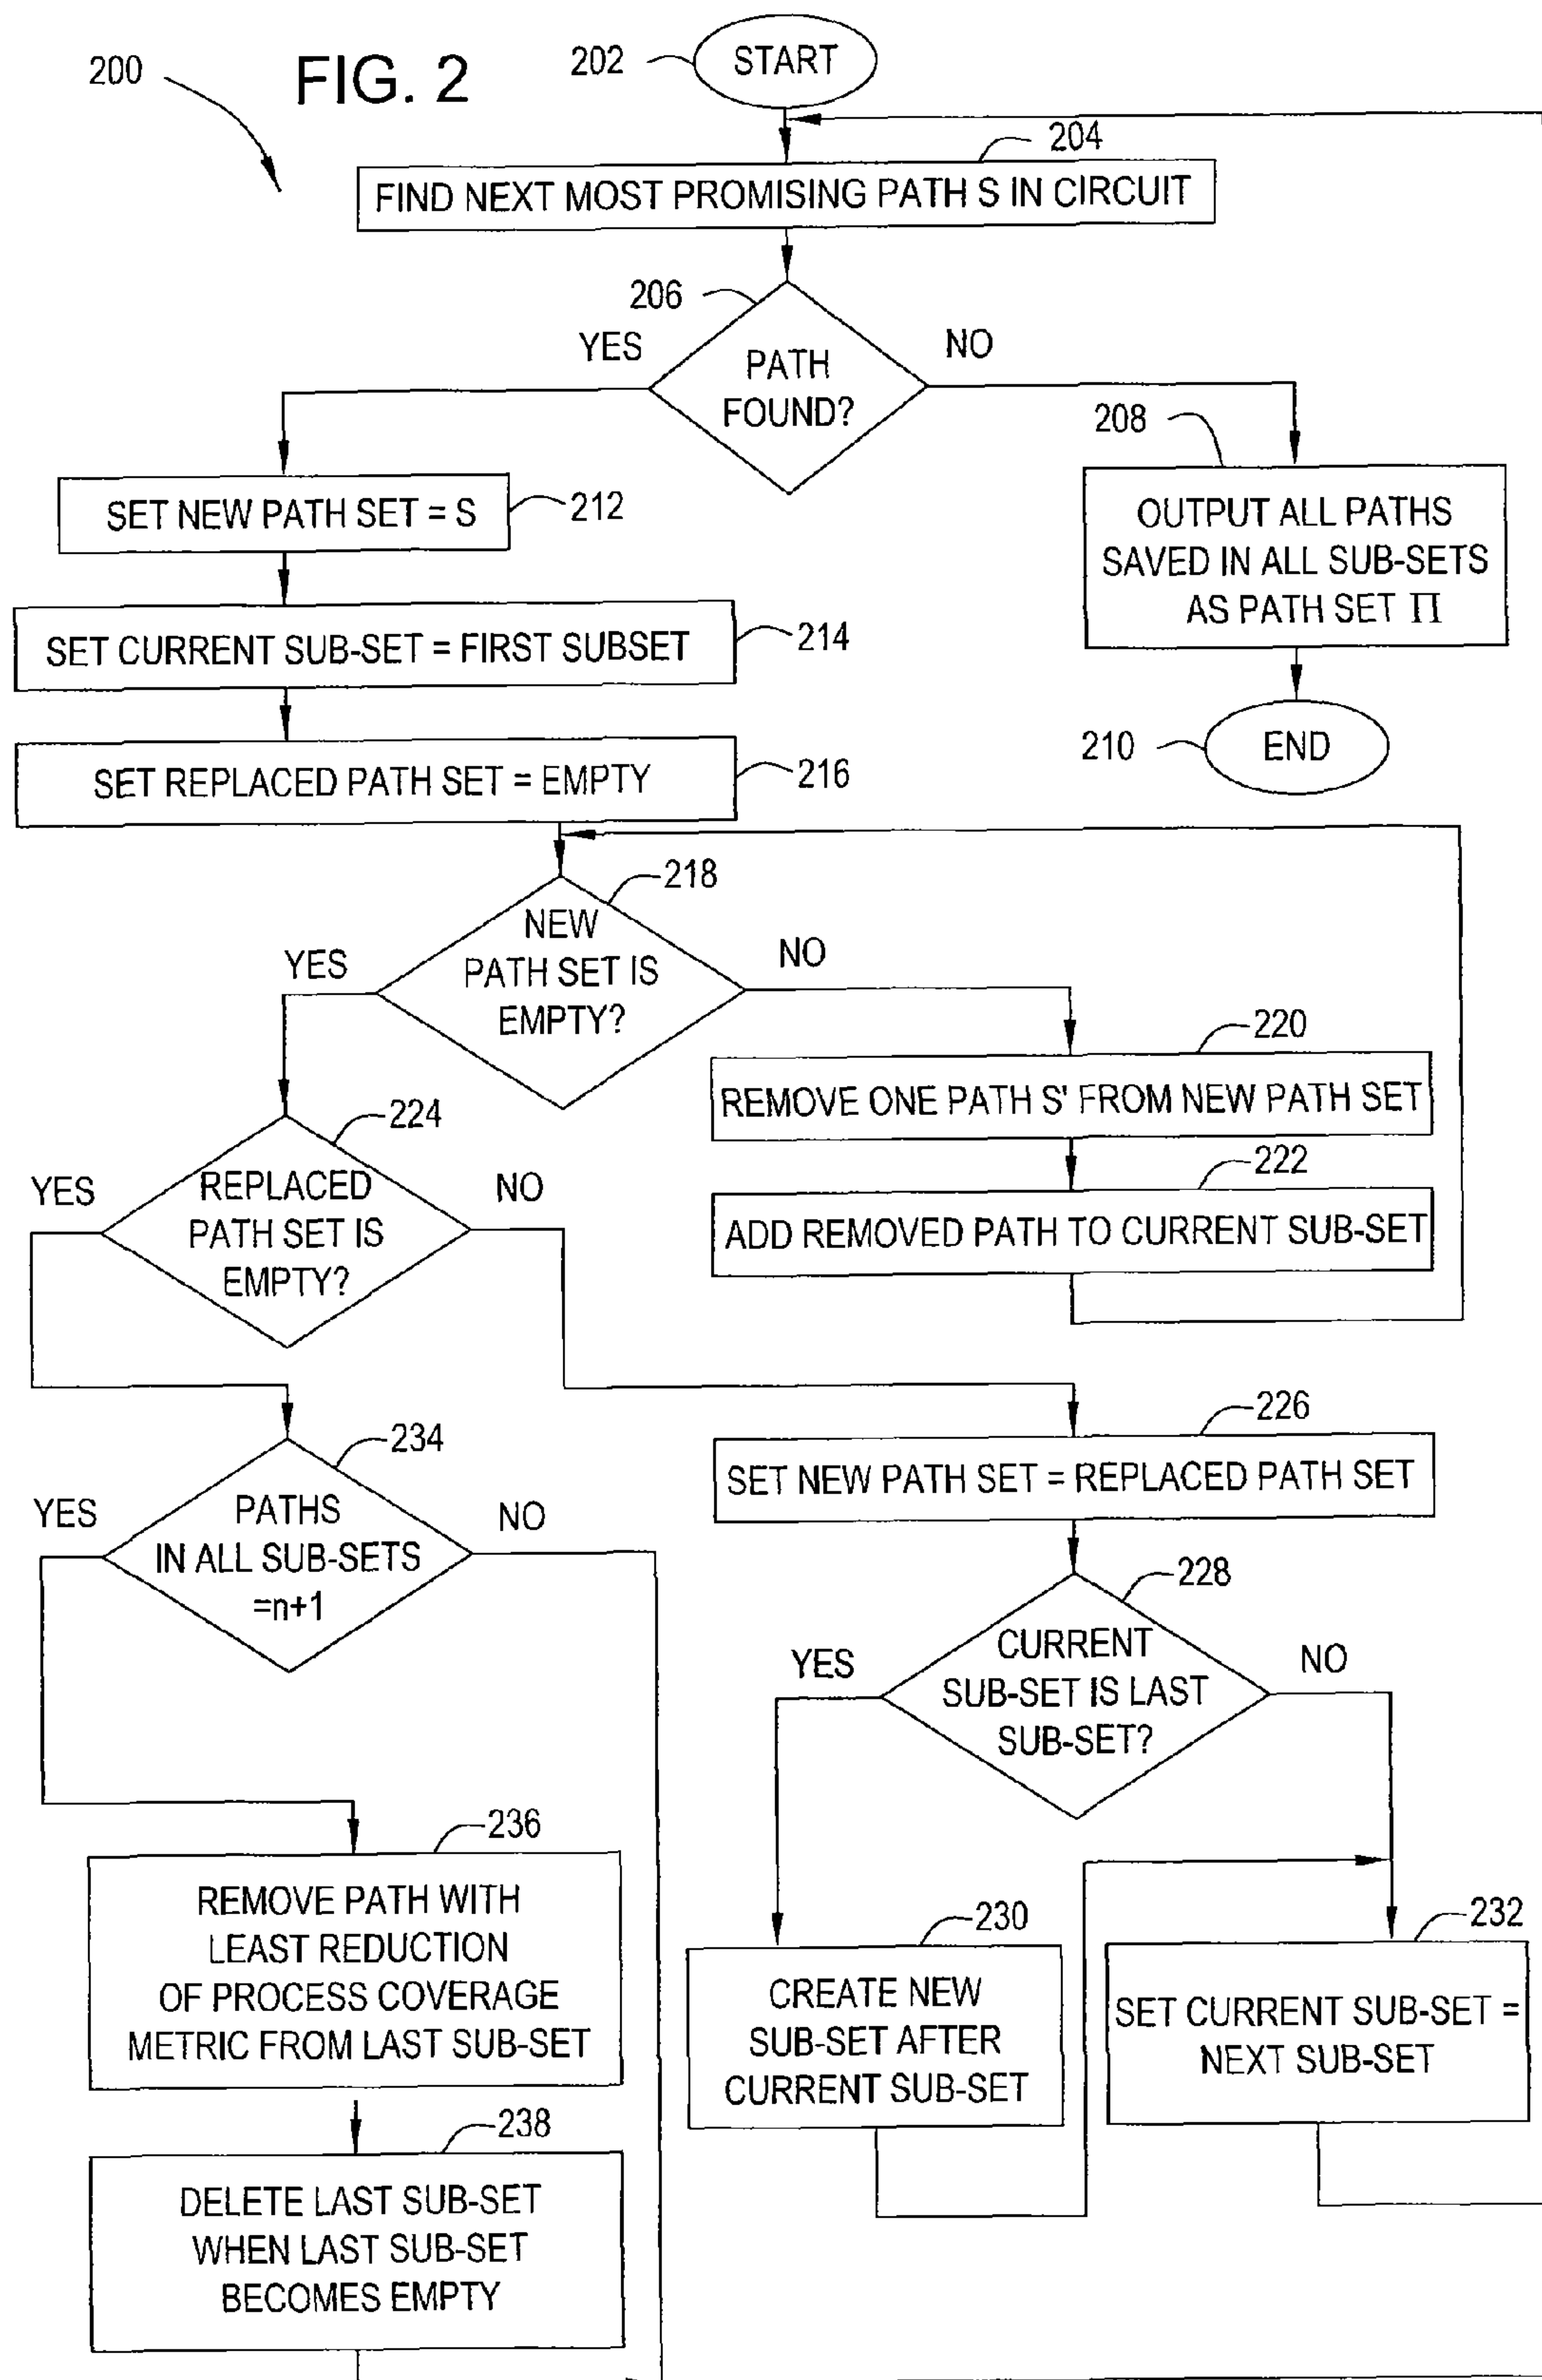 200
FIG. 2
202
START
204
FIND NEXT MOST PROMISING PATH S IN CIRCUIT
206
YES
NO
PATH
FOUND?
208
SET NEW PATH SET = S
212
OUTPUT ALL PATHS
SAVED IN ALL SUB-SETS
AS PATH SET Π
SET CURRENT SUB-SET = FIRST SUBSET
214
210
END
SET REPLACED PATH SET = EMPTY
216
218
YES
NO
NEW
PATH SET IS
EMPTY?
220
REMOVE ONE PATH S' FROM NEW PATH SET
222
ADD REMOVED PATH TO CURRENT SUB-SET
224
YES
NO
REPLACED
PATH SET IS
EMPTY?
226
SET NEW PATH SET = REPLACED PATH SET
234
YES
NO
PATHS
IN ALL SUB-SETS
=n+1
228
YES
NO
CURRENT
SUB-SET IS LAST
SUB-SET?
236
REMOVE PATH WITH
LEAST REDUCTION
OF PROCESS COVERAGE
METRIC FROM LAST SUB-SET
230
CREATE NEW
SUB-SET AFTER
CURRENT SUB-SET
232
SET CURRENT SUB-SET =
NEXT SUB-SET
238
DELETE LAST SUB-SET
WHEN LAST SUB-SET
BECOMES EMPTY